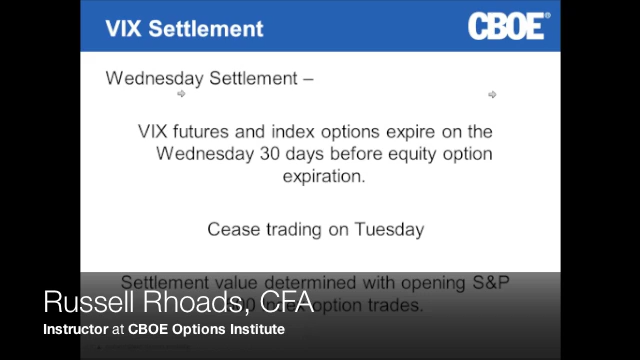 VIX Settlement
CBOE®
Wednesday Settlement –
VIX futures and index options expire on the
Wednesday 30 days before equity option
expiration.
Cease trading on Tuesday
Settlement value determined with opening S&P
index option trades.
Russell Rhoads, CFA
Instructor at CBOE Options Institute